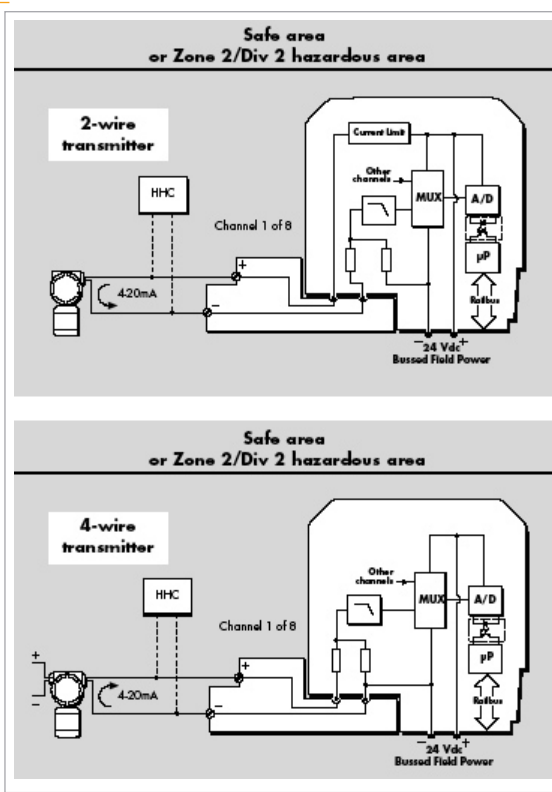 Safe area
or Zone 2/Div 2 hazardous area
2-wire
transmitter
HHC
Current Limit
Other
channels
MUX
A/D
Channel 1 of 8
µP
+
4-20mA
Railbus
–
– 24 Vdc +
Bussed Field Power
Safe area
or Zone 2/Div 2 hazardous area
4-wire
transmitter
HHC
Other
channels
MUX
A/D
Channel 1 of 8
µP
+
+
4-20mA
Railbus
–
–
– 24 Vdc +
Bussed Field Power